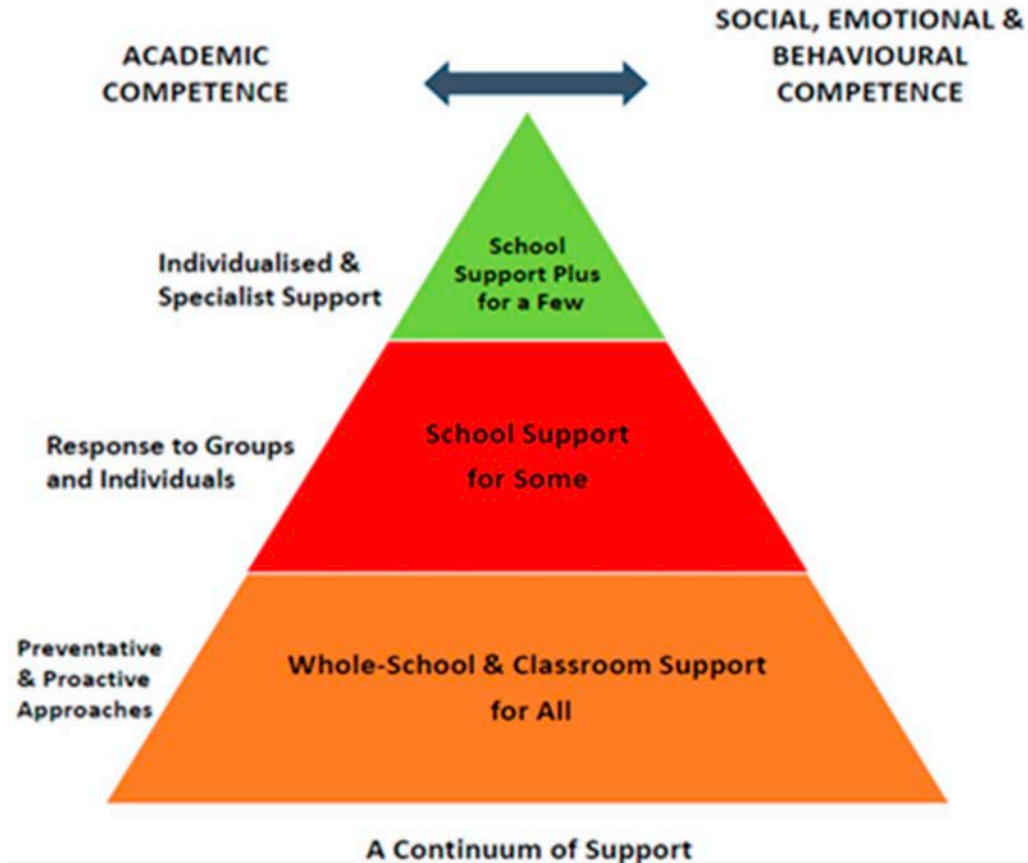 ACADEMIC
COMPETENCE
SOCIAL, EMOTIONAL &
BEHAVIOURAL
COMPETENCE
Individualised &
Specialist Support
School
Support Plus
for a Few
Response to Groups
and Individuals
School Support
for Some
Preventative
& Proactive
Approaches
Whole-School & Classroom Support
for All
A Continuum of Support